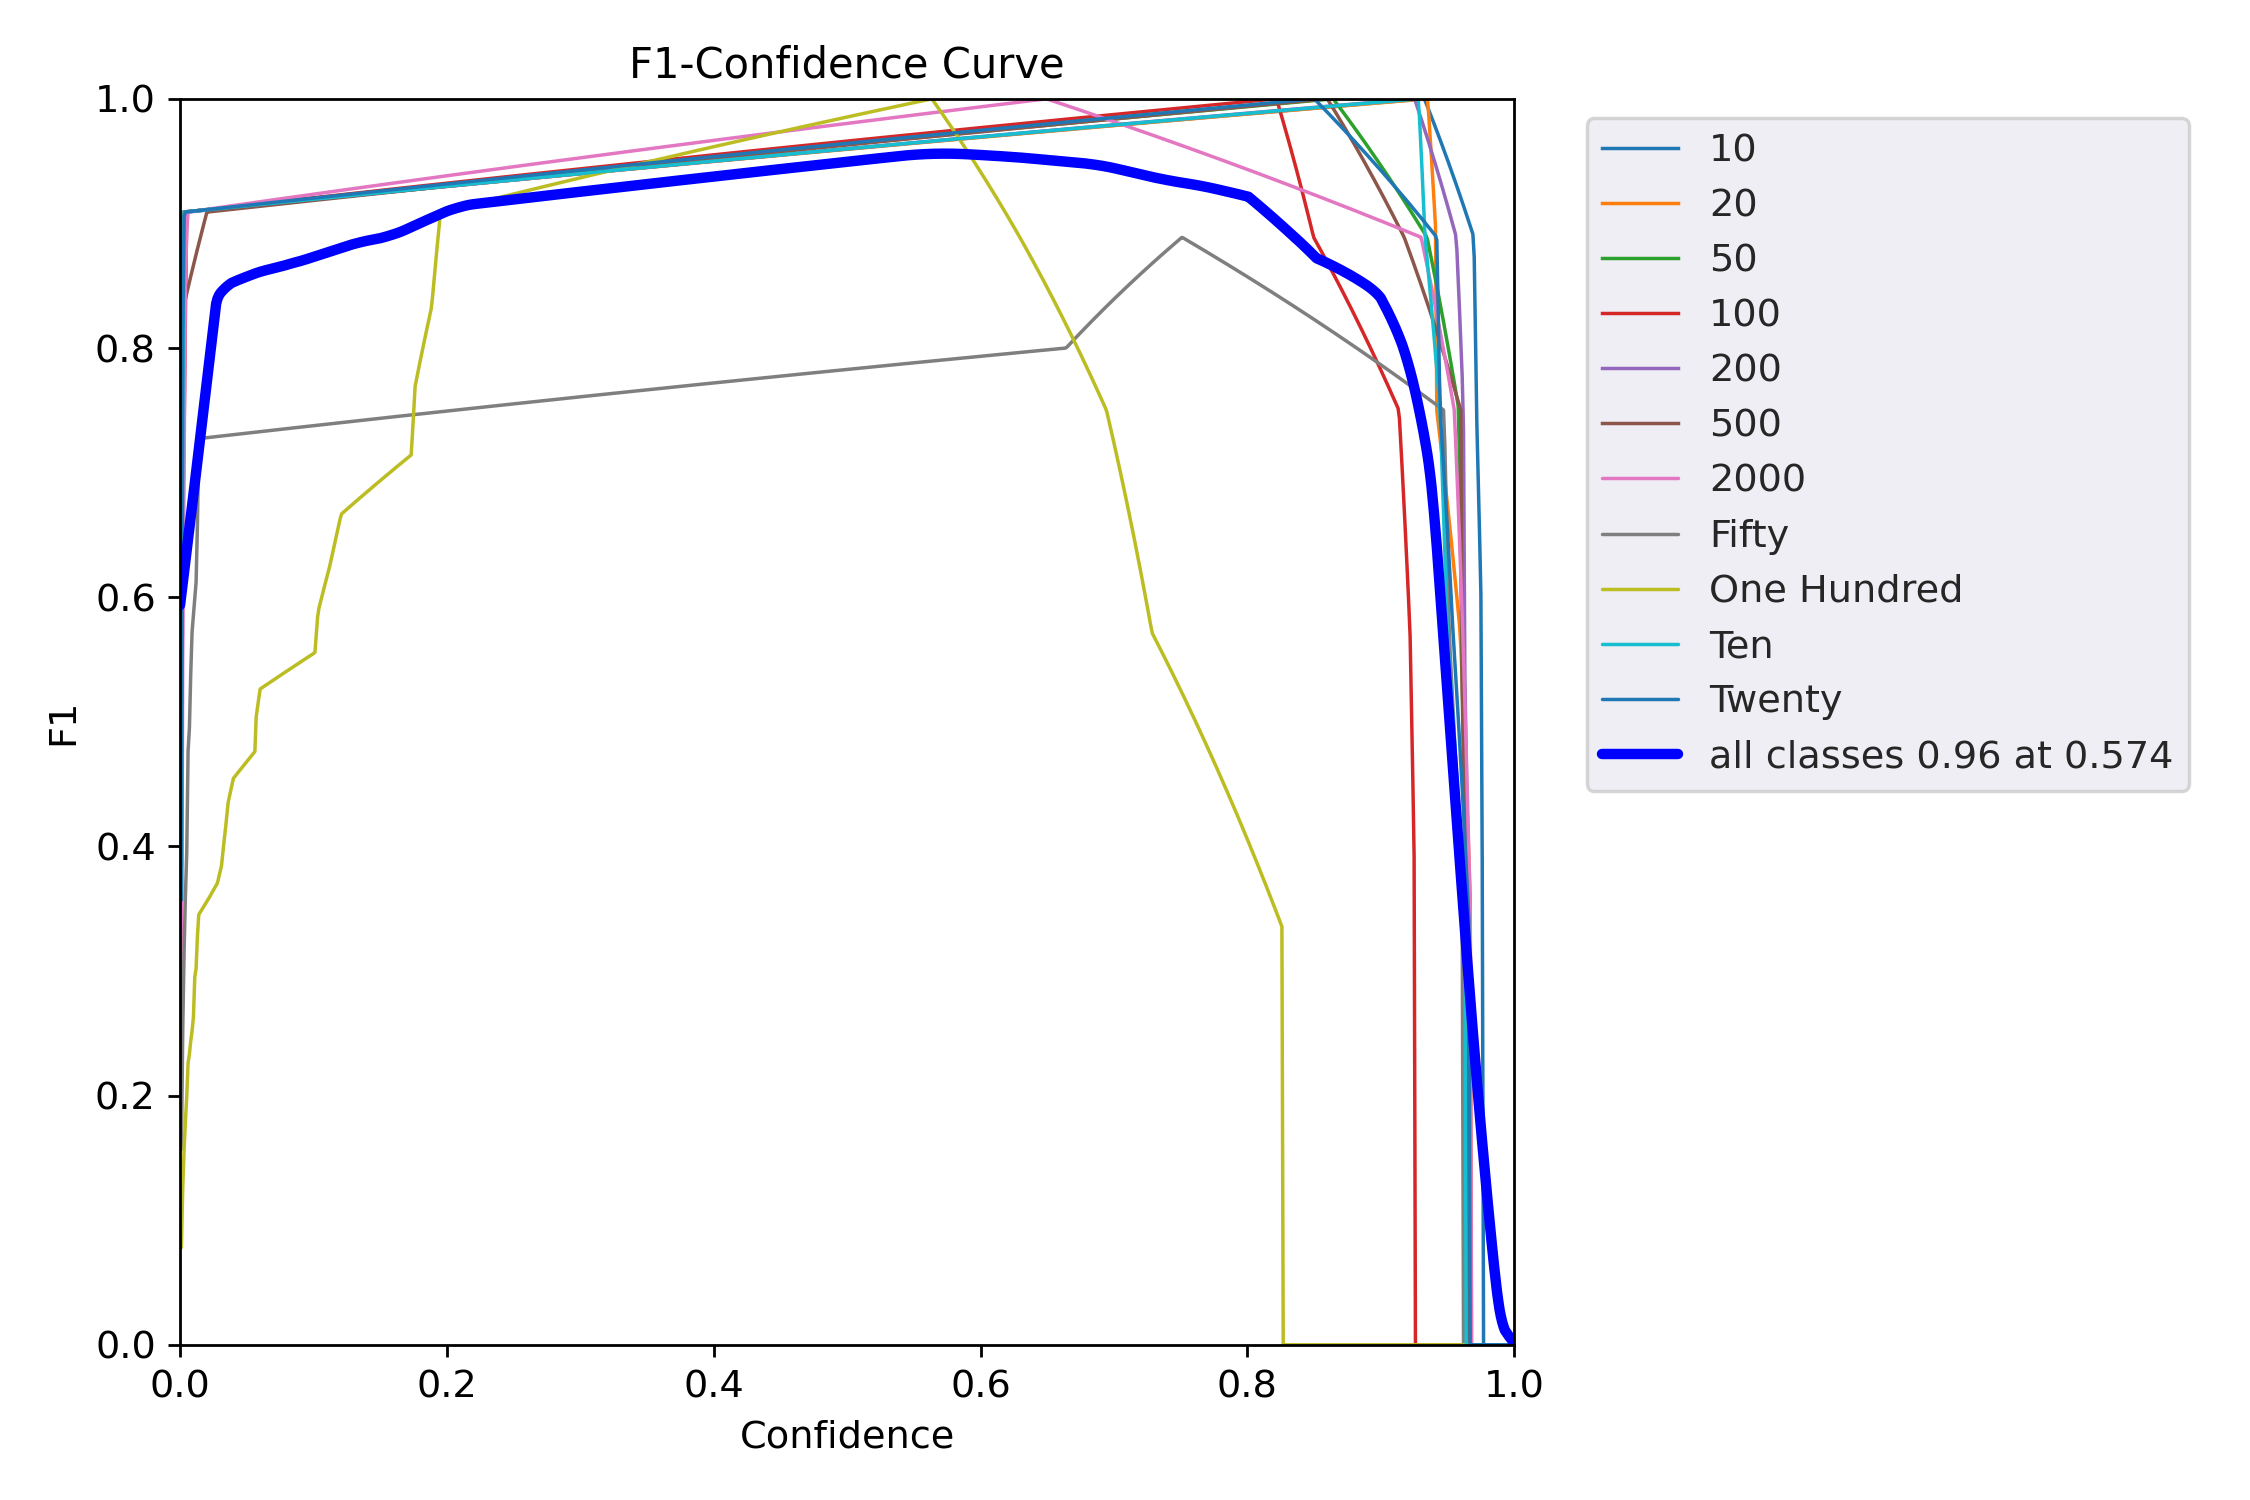 F1-Confidence Curve
1.0
0.8
0.6
0.4
0.2
0.0
F1
0.0 0.2 0.4 0.6 0.8 1.0
Confidence
10
20
50
100
200
500
2000
Fifty
One Hundred
Ten
Twenty
all classes 0.96 at 0.574